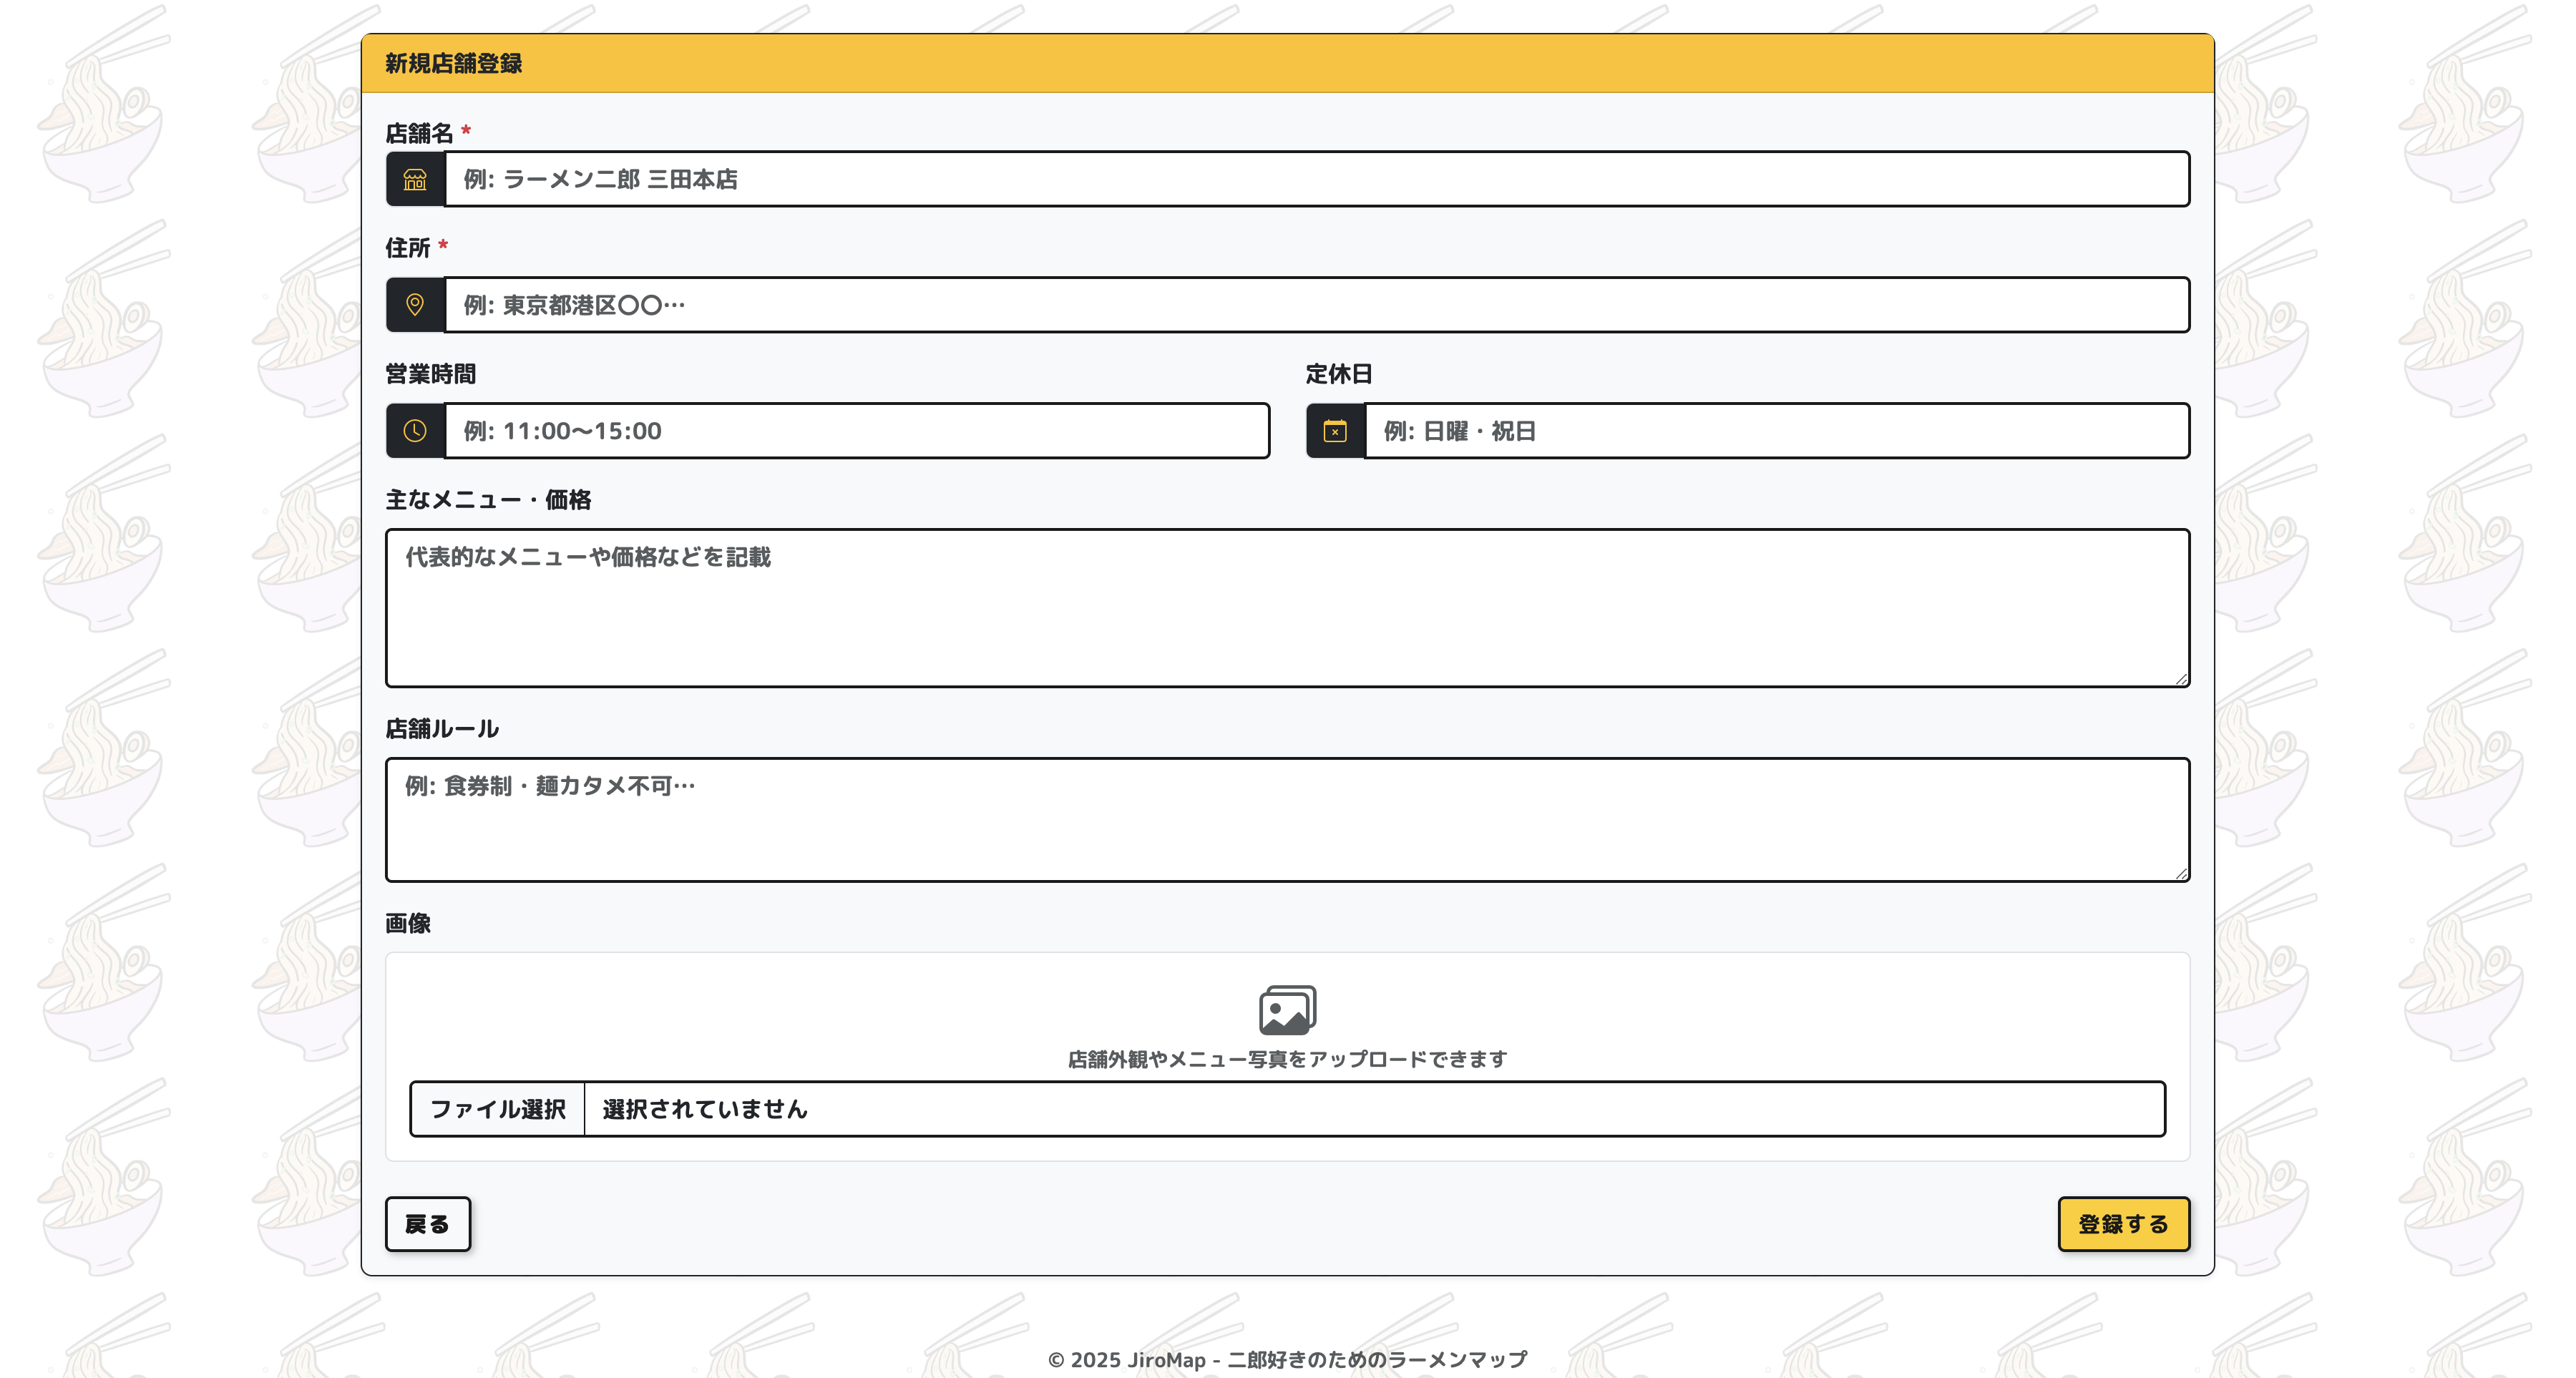 新規店舗登録
店舗名 *
例: ラーメン二郎 三田本店
住所 *
例: 東京都港区〇〇…
営業時間
例: 11:00〜15:00
定休日
例: 日曜・祝日
主なメニュー・価格
代表的なメニューや価格などを記載
店舗ルール
例: 食券制・麺カタメ不可…
画像
店舗外観やメニュー写真をアップロードできます
ファイル選択 選択されていません
戻る
登録する
© 2025 JiroMap - 二郎好きのためのラーメンマップ